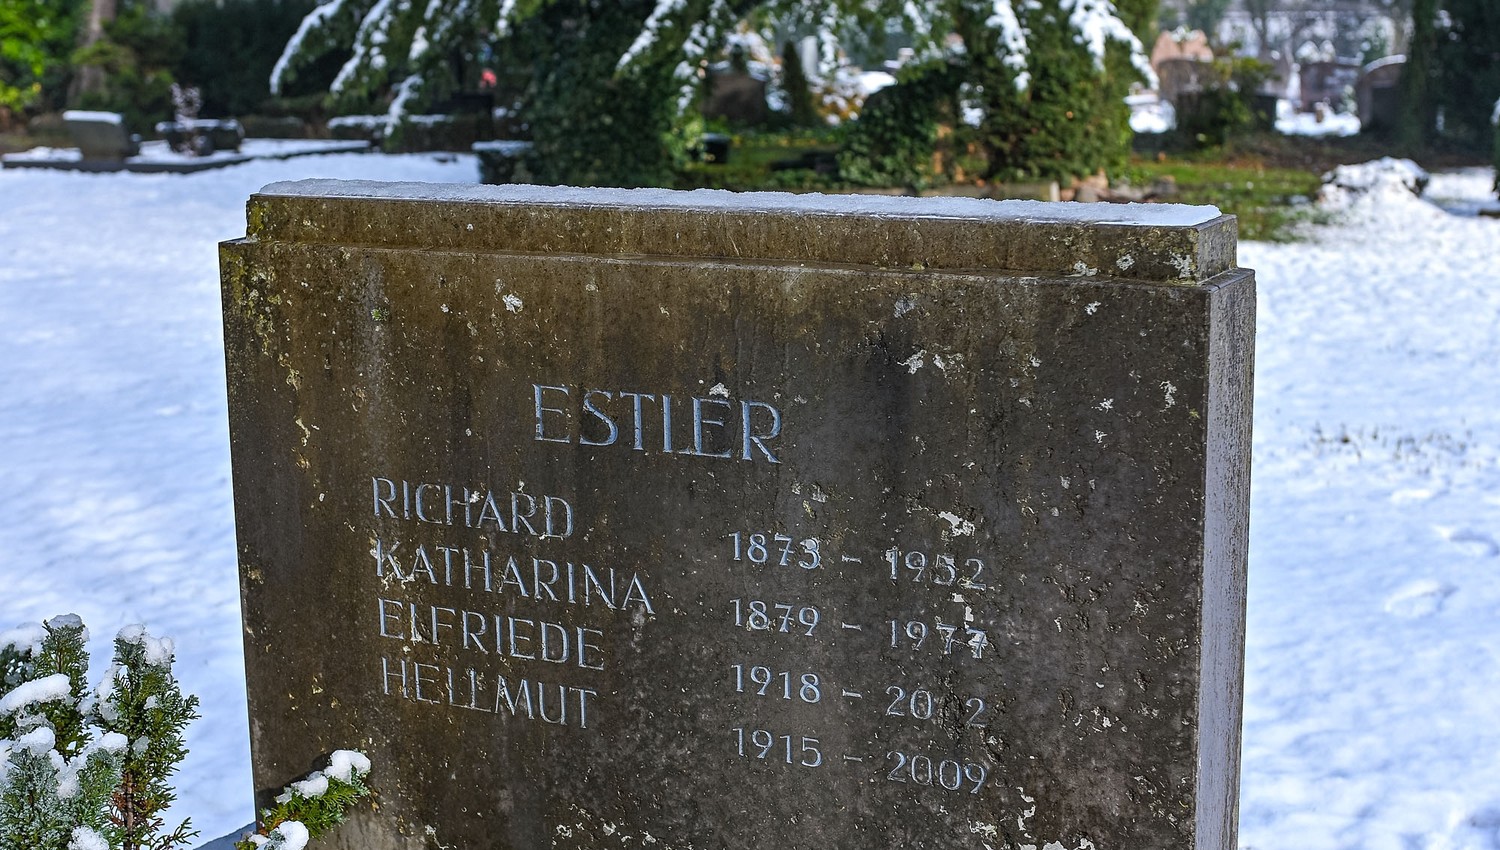 ESTLER
RICHARD 1873 – 1952
KATHARINA 1879 – 1977
ELFRIEDE 1918 –
HELLMUT 1915 – 2009